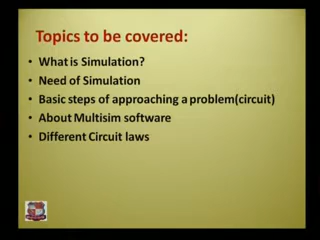 Topics to be covered:
• What is Simulation?
• Need of Simulation
• Basic steps of approaching a problem(circuit)
• About Multisim software
• Different Circuit laws